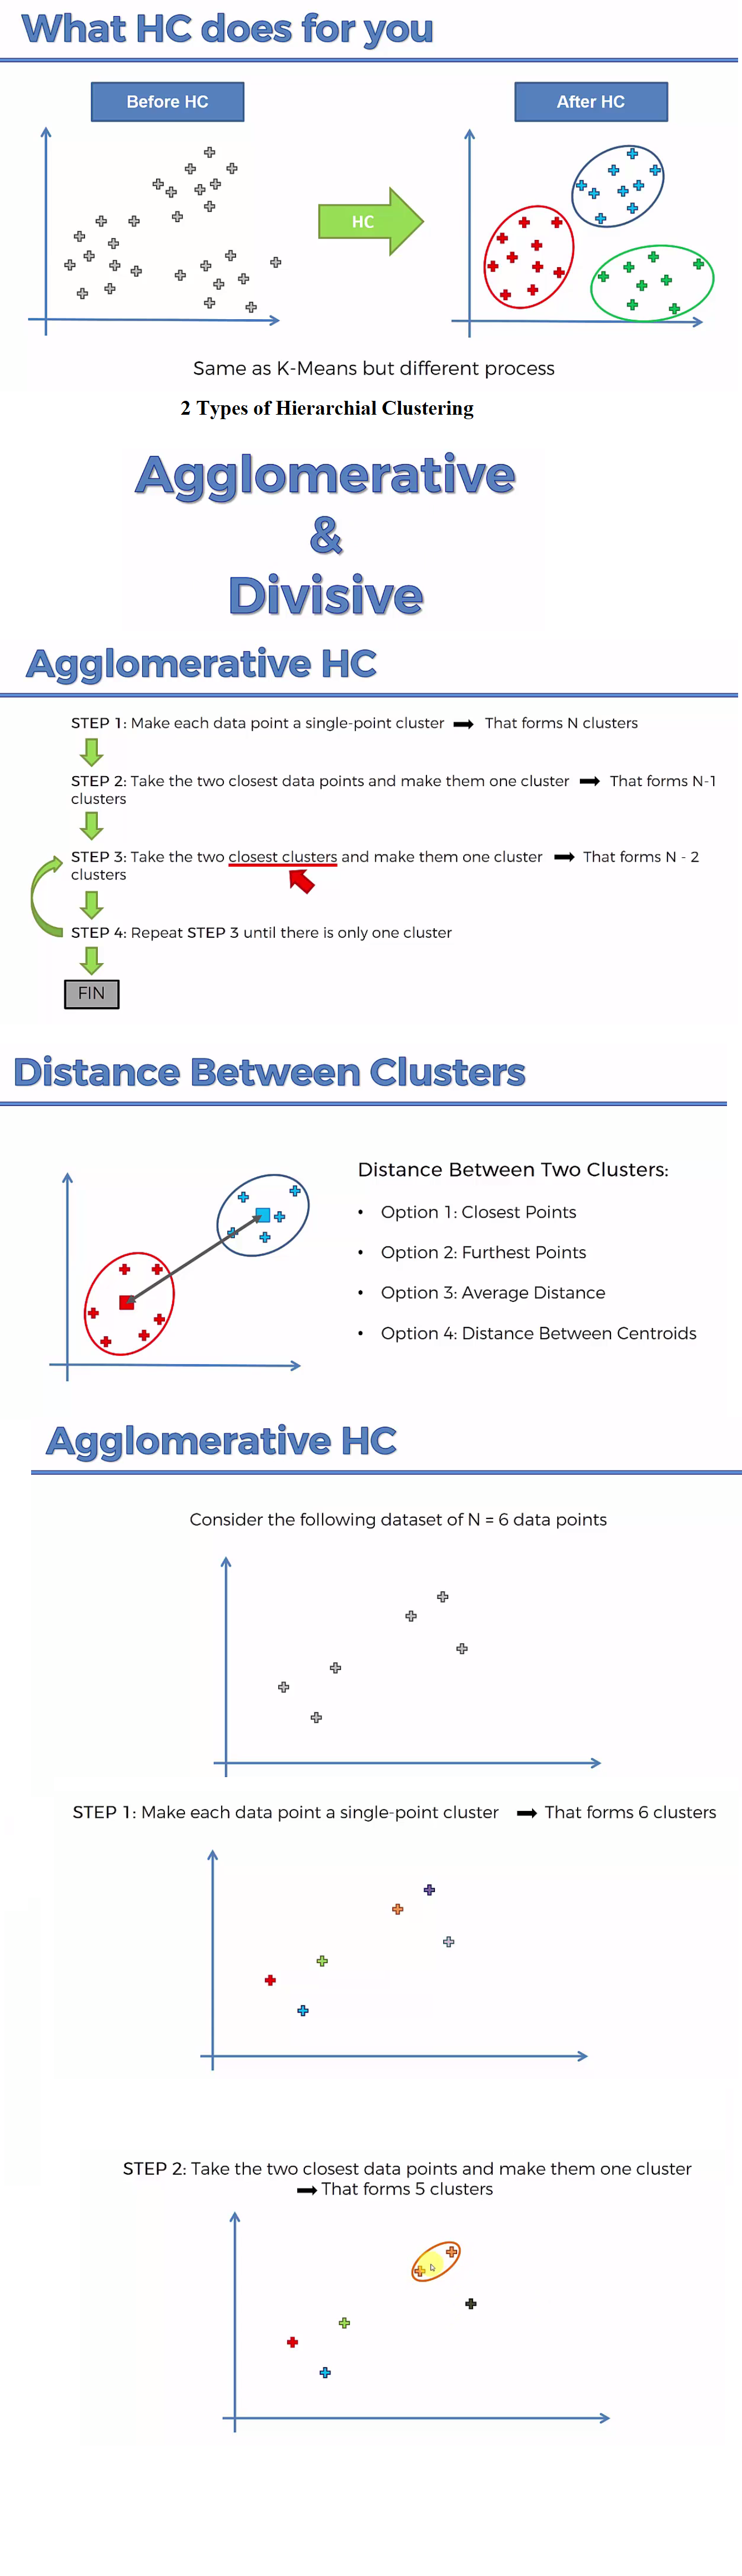 What HC does for you
Before HC
After HC
HC
Same as K-Means but different process
2 Types of Hierarchial Clustering
Agglomerative
&
Divisive
Agglomerative HC
STEP 1: Make each data point a single-point cluster ➡ That forms N clusters
STEP 2: Take the two closest data points and make them one cluster ➡ That forms N-1
clusters
STEP 3: Take the two closest clusters and make them one cluster ➡ That forms N - 2
clusters
STEP 4: Repeat STEP 3 until there is only one cluster
FIN
Distance Between Clusters
Distance Between Two Clusters:
• Option 1: Closest Points
• Option 2: Furthest Points
• Option 3: Average Distance
• Option 4: Distance Between Centroids
Agglomerative HC
Consider the following dataset of N = 6 data points
STEP 1: Make each data point a single-point cluster ➡ That forms 6 clusters
STEP 2: Take the two closest data points and make them one cluster
➡ That forms 5 clusters